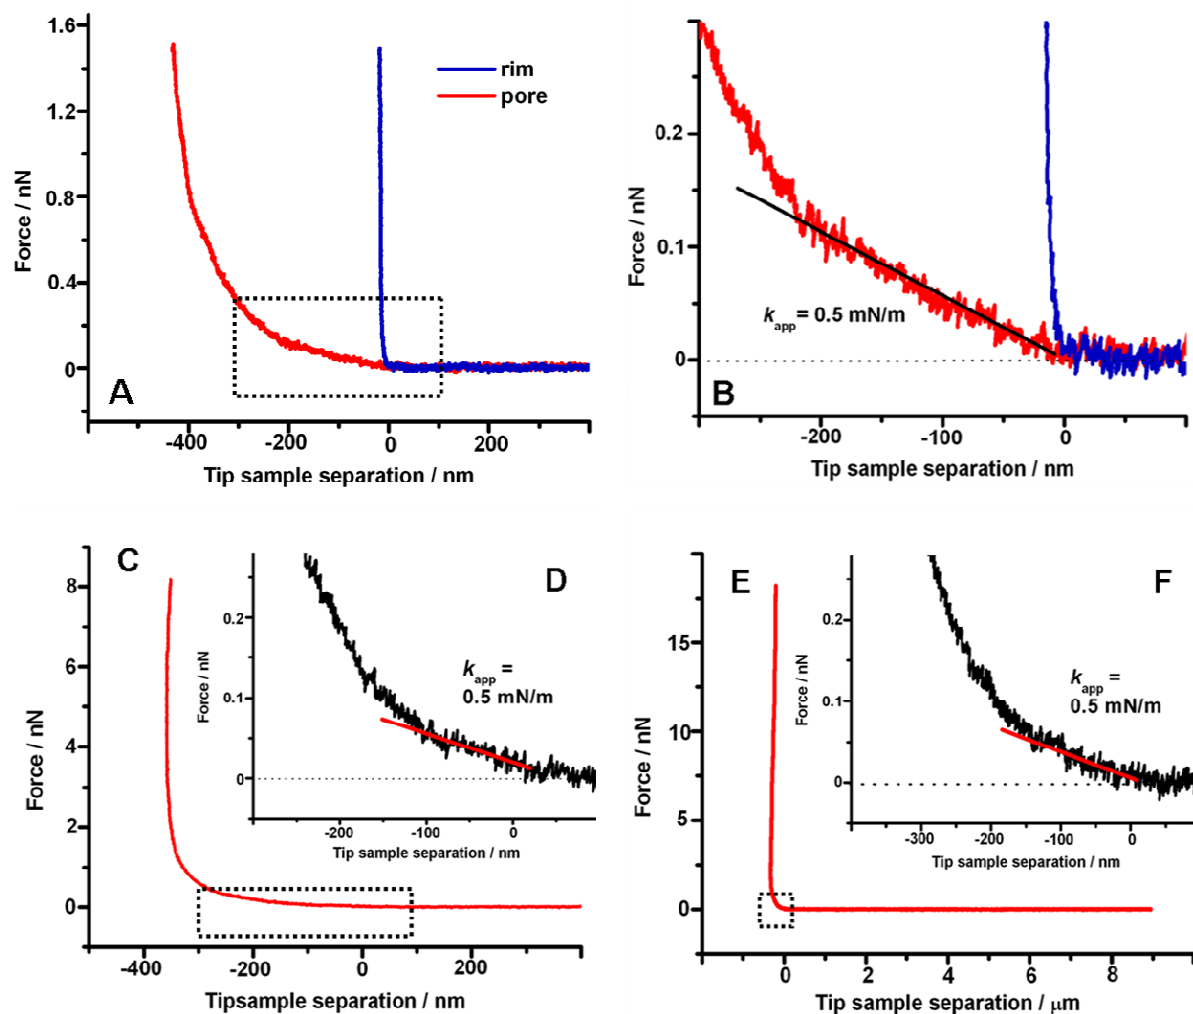 1.6
1.2
0.8
0.4
0
Force / nN
rim
pore
A
-400
-200
0
200
Tip sample separation / nm
0.2
0.1
0
Force / nN
kapp = 0.5 mN/m
B
-200
-100
0
Tip sample separation / nm
C
8
6
4
2
0
Force / nN
-400
-200
0
200
Tipsample separation / nm
D
0.2
0.1
0
Force / nN
kapp =
0.5 mN/m
-200
-100
0
Tip sample separation / nm
E
15
10
5
0
Force / nN
0
2
4
6
8
Tip sample separation / μm
F
0.2
0.1
0
Force / nN
kapp =
0.5 mN/m
-300
-200
-100
0
Tip sample separation / nm